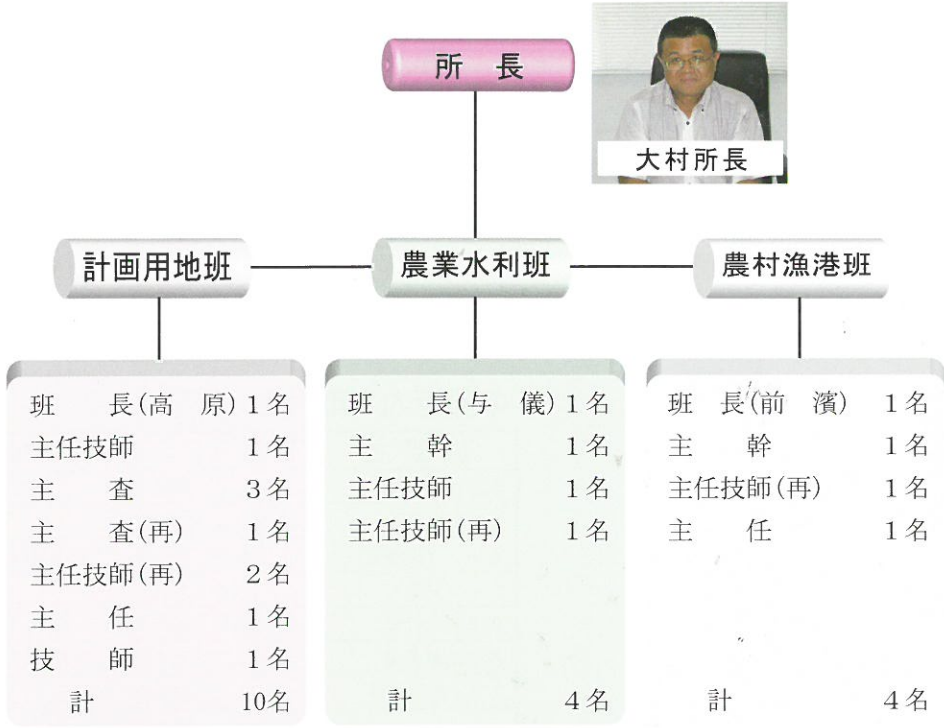 所　長
大村所長
計画用地班
農業水利班
農村漁港班
班　　長(高　原) 1名
主任技師　1名
主　　査　3名
主　　査(再)　1名
主任技師(再)　2名
主　　任　1名
技　　師　1名
計　10名
班　　長(与　儀) 1名
主　　幹　1名
主任技師　1名
主任技師(再)　1名
計　4名
班　長(前　濱)　1名
主　　幹　1名
主任技師(再)　1名
主　　任　1名
計　4名